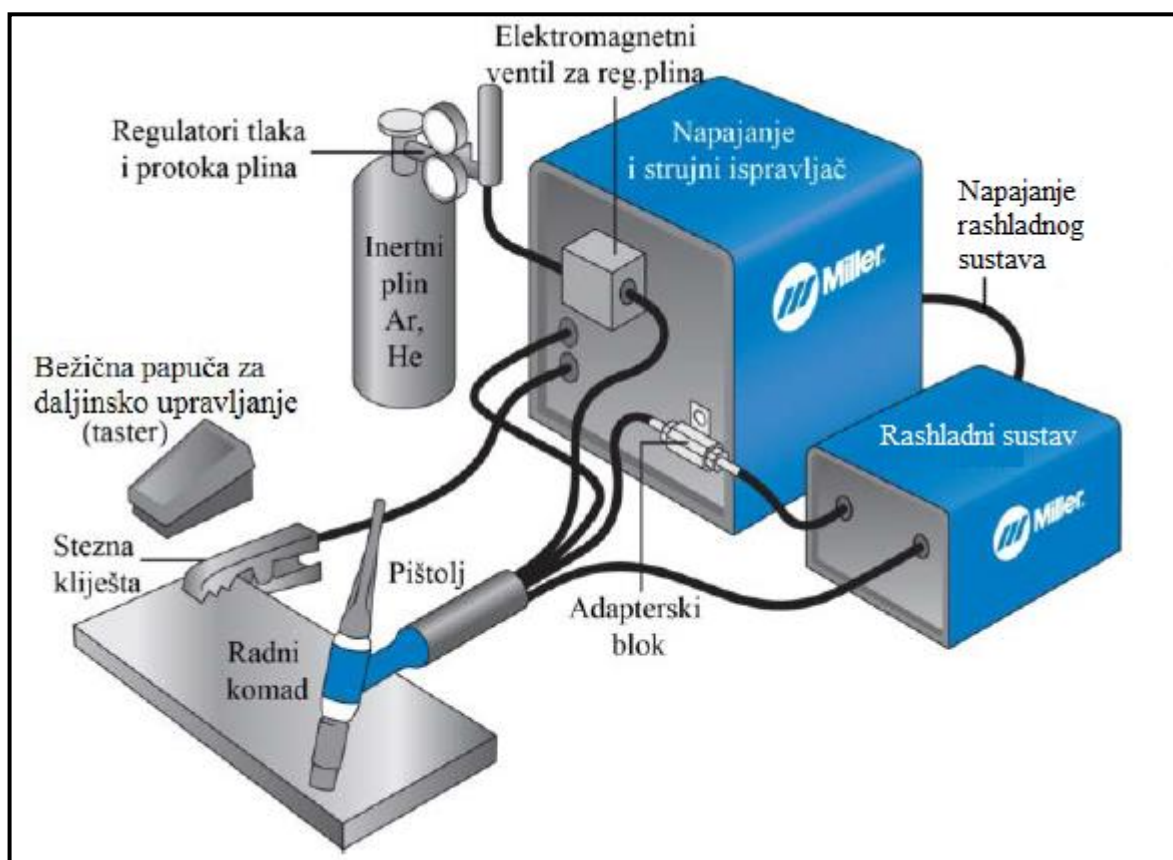 Elektromagnetni
ventil za reg.plina
Regulatori tlaka
i protoka plina
Napajanje
i strujni ispravljač
Napajanje
rashladnog
sustava
Inertni
plin
Ar,
He
Miller®
Bežična papuča za
daljinsko upravljanje
(taster)
Rashladni sustav
Miller®
Stezna
kliješta
Pištolj
Adapterski
blok
Radni
komad